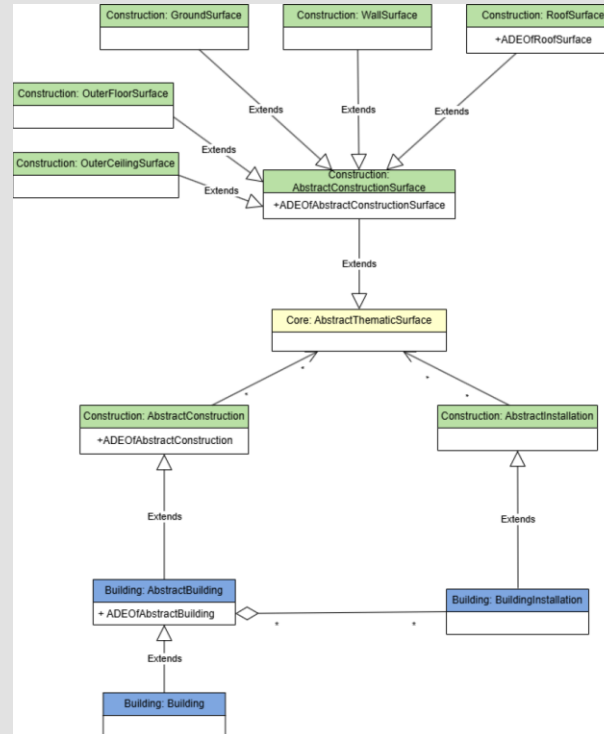 Construction: GroundSurface
Construction: WallSurface
Construction: RoofSurface
+ADEOfRoofSurface
Construction: OuterFloorSurface
Extends
Extends
Extends
Extends
Construction: OuterCeilingSurface
Extends
Construction:
AbstractConstructionSurface
+ADEOfAbstractConstructionSurface
Extends
Core: AbstractThematicSurface
*
*
*
*
Construction: AbstractConstruction
+ADEOfAbstractConstruction
Construction: AbstractInstallation
Extends
Extends
Building: AbstractBuilding
+ ADEOfAbstractBuilding
Building: BuildingInstallation
*
*
Extends
Building: Building